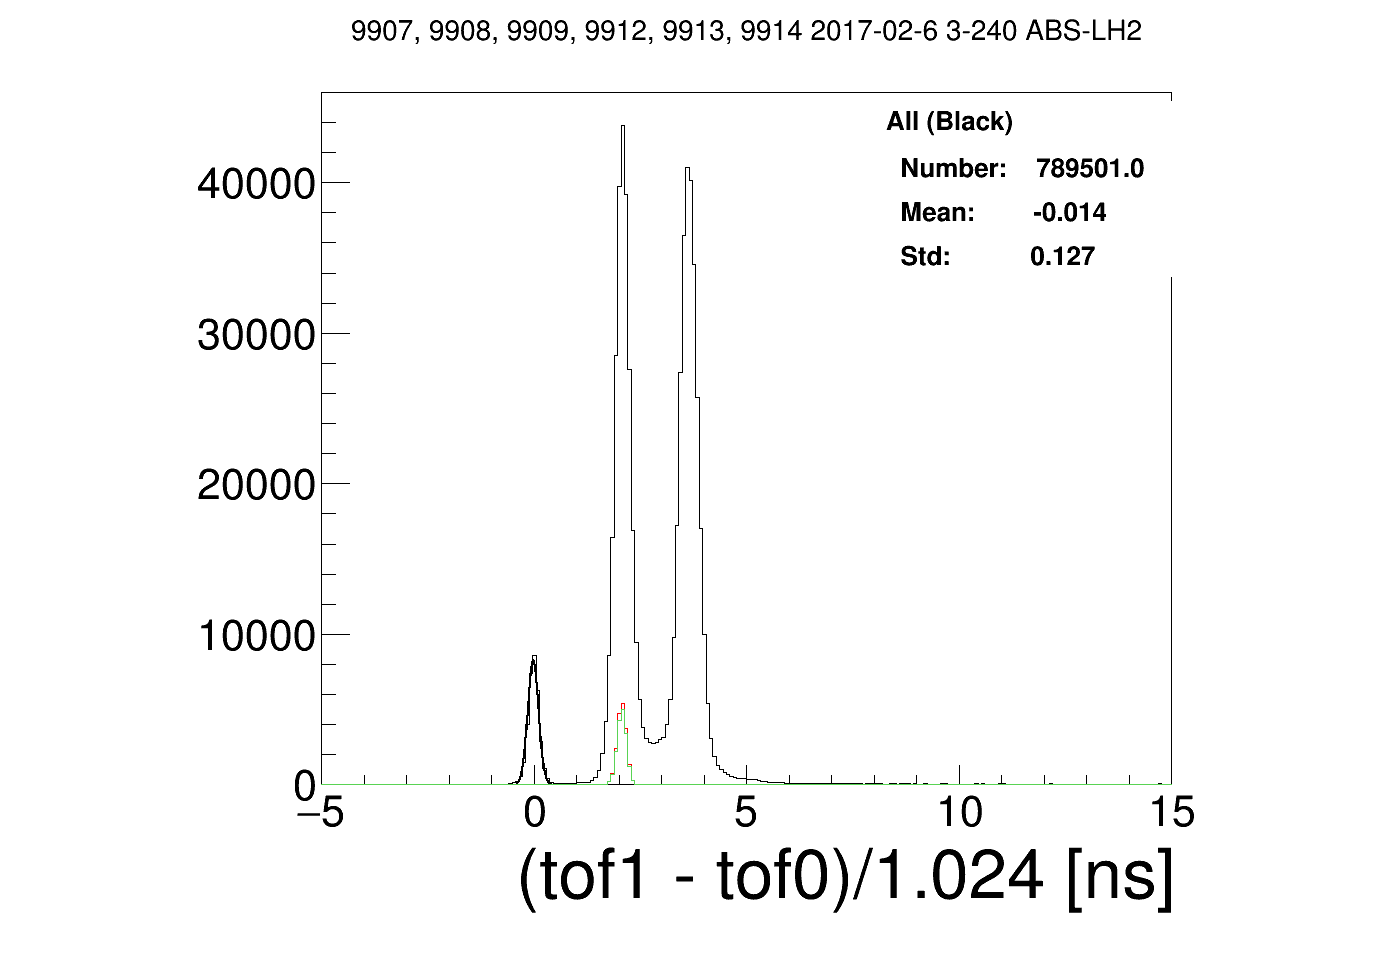 9907, 9908, 9909, 9912, 9913, 9914 2017-02-6 3-240 ABS-LH2
All (Black)
Number: 789501.0
Mean: -0.014
Std: 0.127
40000
30000
20000
10000
0
−5 0 5 10 15
(tof1 - tof0)/1.024 [ns]